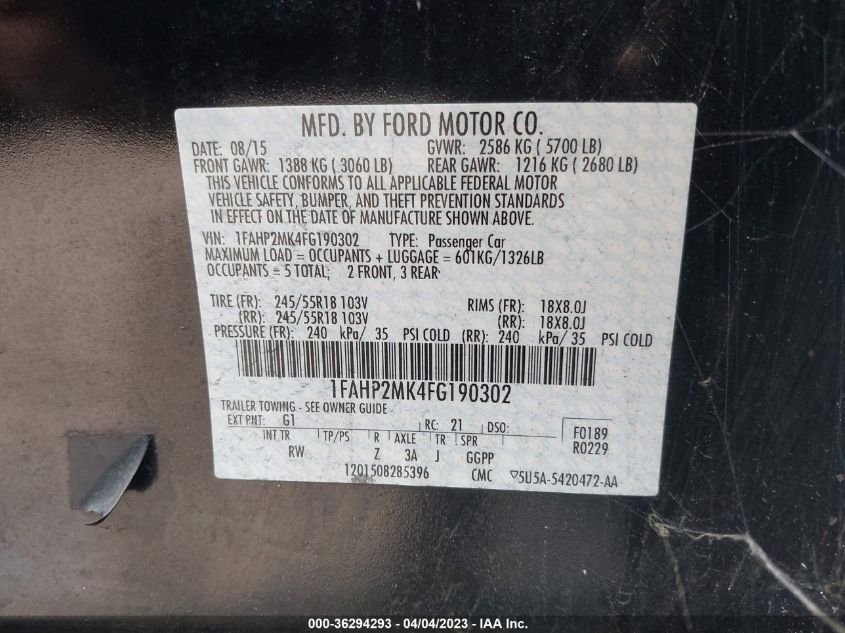 MFD. BY FORD MOTOR CO.
DATE: 08/15 GVWR: 2586 KG ( 5700 LB)
FRONT GAWR: 1388 KG ( 3060 LB) REAR GAWR: 1216 KG ( 2680 LB)
THIS VEHICLE CONFORMS TO ALL APPLICABLE FEDERAL MOTOR
VEHICLE SAFETY, BUMPER, AND THEFT PREVENTION STANDARDS
IN EFFECT ON THE DATE OF MANUFACTURE SHOWN ABOVE.
VIN: 1FAHP2MK4FG190302 TYPE: Passenger Car
MAXIMUM LOAD = OCCUPANTS + LUGGAGE = 601KG/1326LB
OCCUPANTS = 5 TOTAL; 2 FRONT, 3 REAR
TIRE (FR): 245/55R18 103V RIMS (FR): 18X8.0J
(RR): 245/55R18 103V (RR): 18X8.0J
PRESSURE (FR): 240 kPa/ 35 PSI COLD (RR): 240 kPa/ 35 PSI COLD
1FAHP2MK4FG190302
TRAILER TOWING - SEE OWNER GUIDE
EXT PNT: G1 RC: 21 DSO: F0189
INT TR TP/PS R AXLE TR SPR R0229
RW Z 3A J GGPP
1201508285396 CMC ▽5U5A-5420472-AA
000-36294293 - 04/04/2023 - IAA Inc.